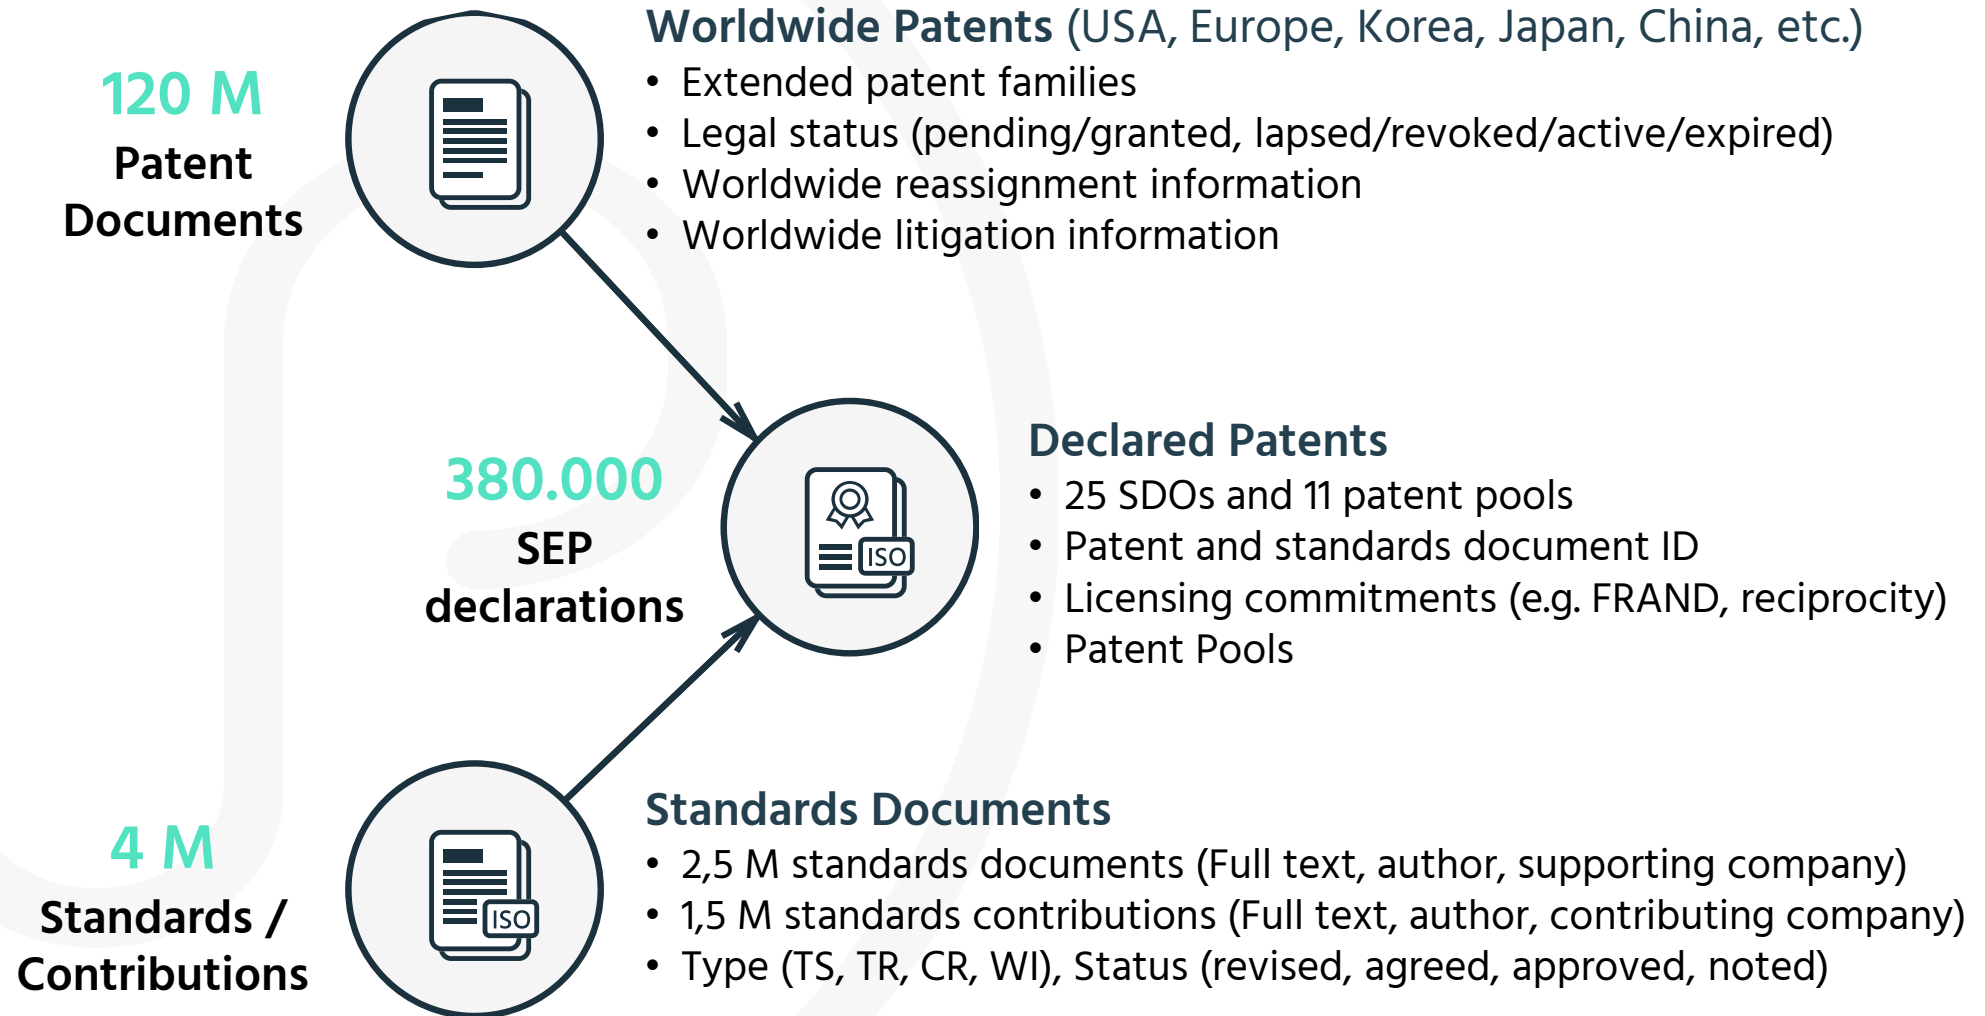 120 M
Patent
Documents
Worldwide Patents (USA, Europe, Korea, Japan, China, etc.)
• Extended patent families
• Legal status (pending/granted, lapsed/revoked/active/expired)
• Worldwide reassignment information
• Worldwide litigation information
380.000
SEP
declarations
ISO
Declared Patents
• 25 SDOs and 11 patent pools
• Patent and standards document ID
• Licensing commitments (e.g. FRAND, reciprocity)
• Patent Pools
4 M
Standards /
Contributions
ISO
Standards Documents
• 2,5 M standards documents (Full text, author, supporting company)
• 1,5 M standards contributions (Full text, author, contributing company)
• Type (TS, TR, CR, WI), Status (revised, agreed, approved, noted)